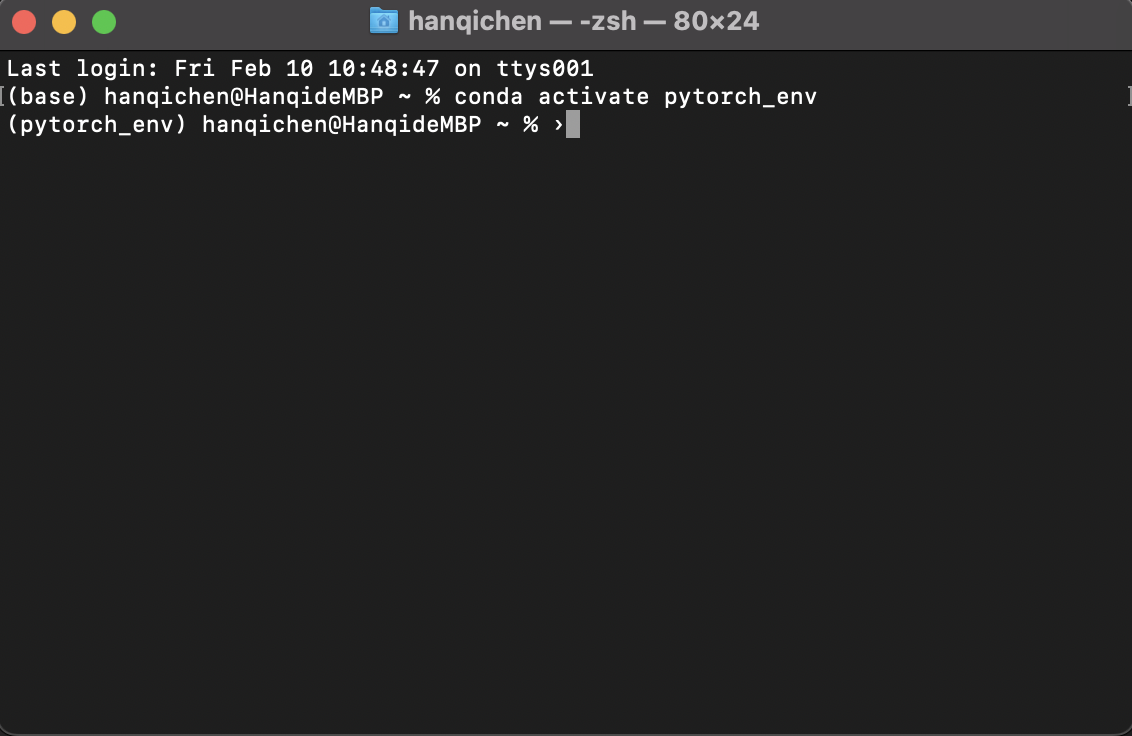 hanqichen — -zsh — 80×24
Last login: Fri Feb 10 10:48:47 on ttys001
[(base) hanqichen@HanqideMBP ~ % conda activate pytorch_env ]
(pytorch_env) hanqichen@HanqideMBP ~ % ›